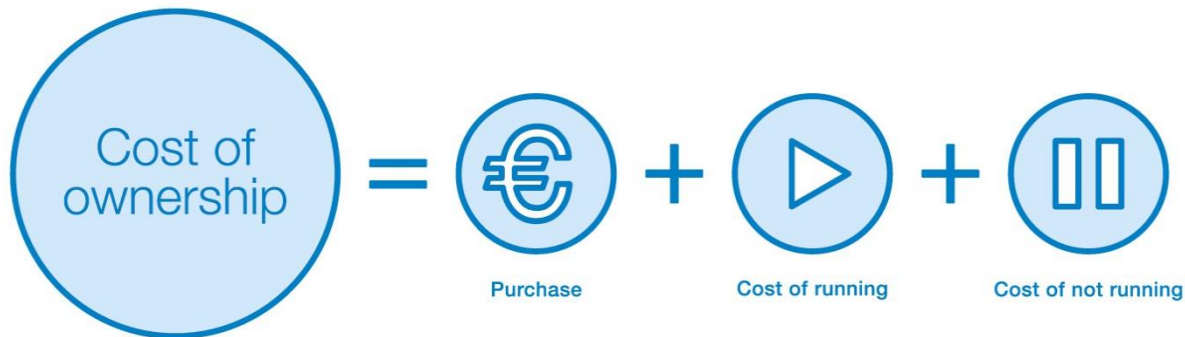 Cost of
ownership
=
€
+
+
Purchase
Cost of running
Cost of not running